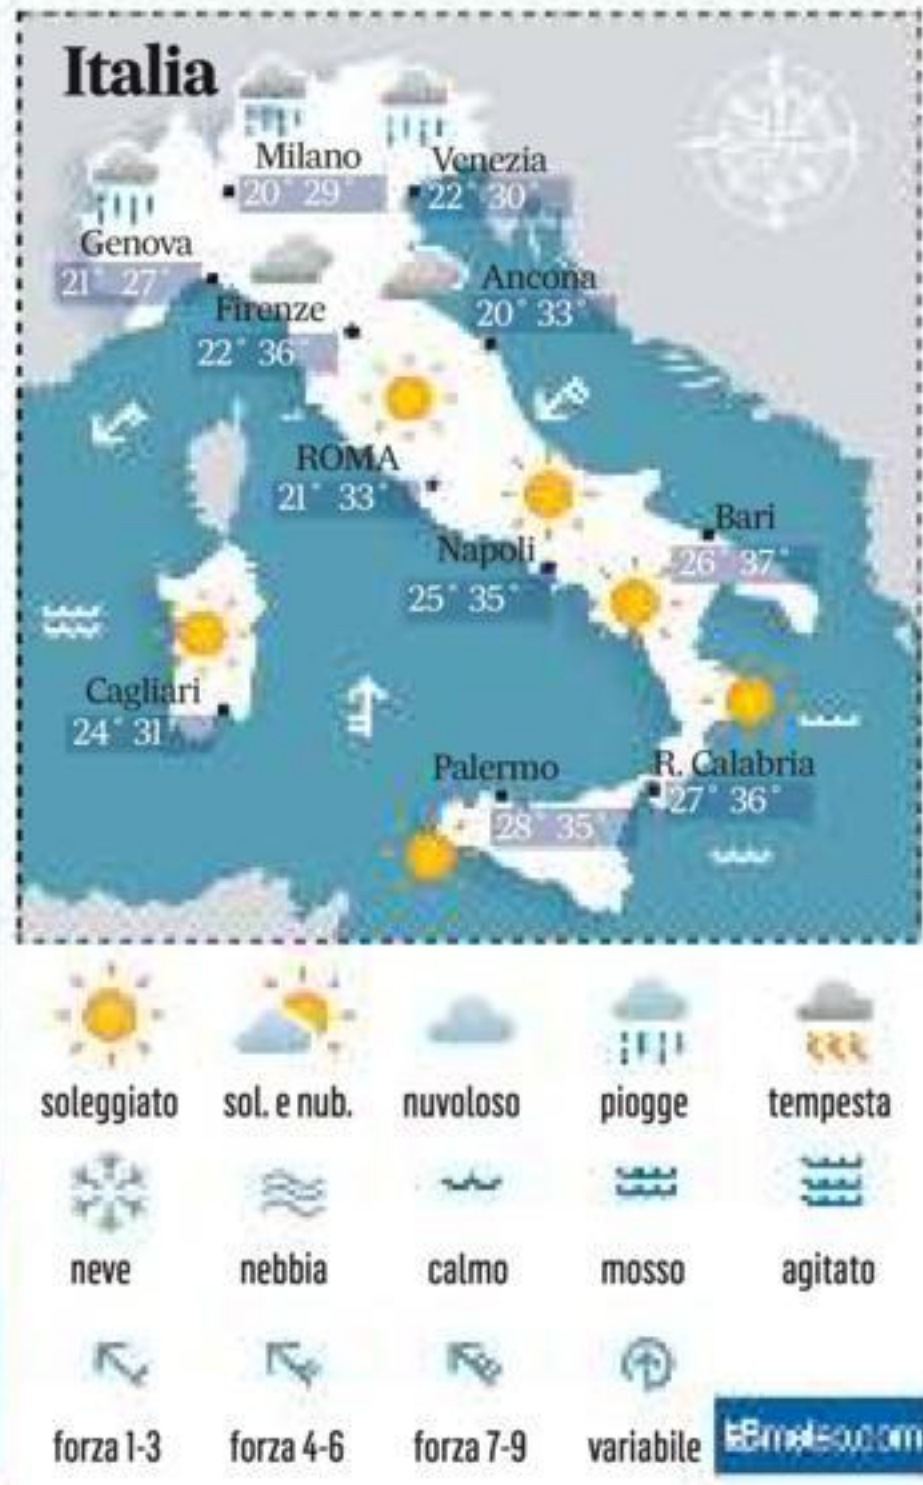 Italia
Milano
20° 29°
Venezia
22° 30°
Genova
21° 27°
Ancona
20° 33°
Firenze
22° 36°
ROMA
21° 33°
Bari
26° 37°
Napoli
25° 35°
Cagliari
24° 31°
Palermo
28° 35°
R. Calabria
27° 36°
soleggiato sol. e nub. nuvoloso piogge tempesta
neve nebbia calmo mosso agitato
forza 1-3 forza 4-6 forza 7-9 variabile
3Bmeteo.com